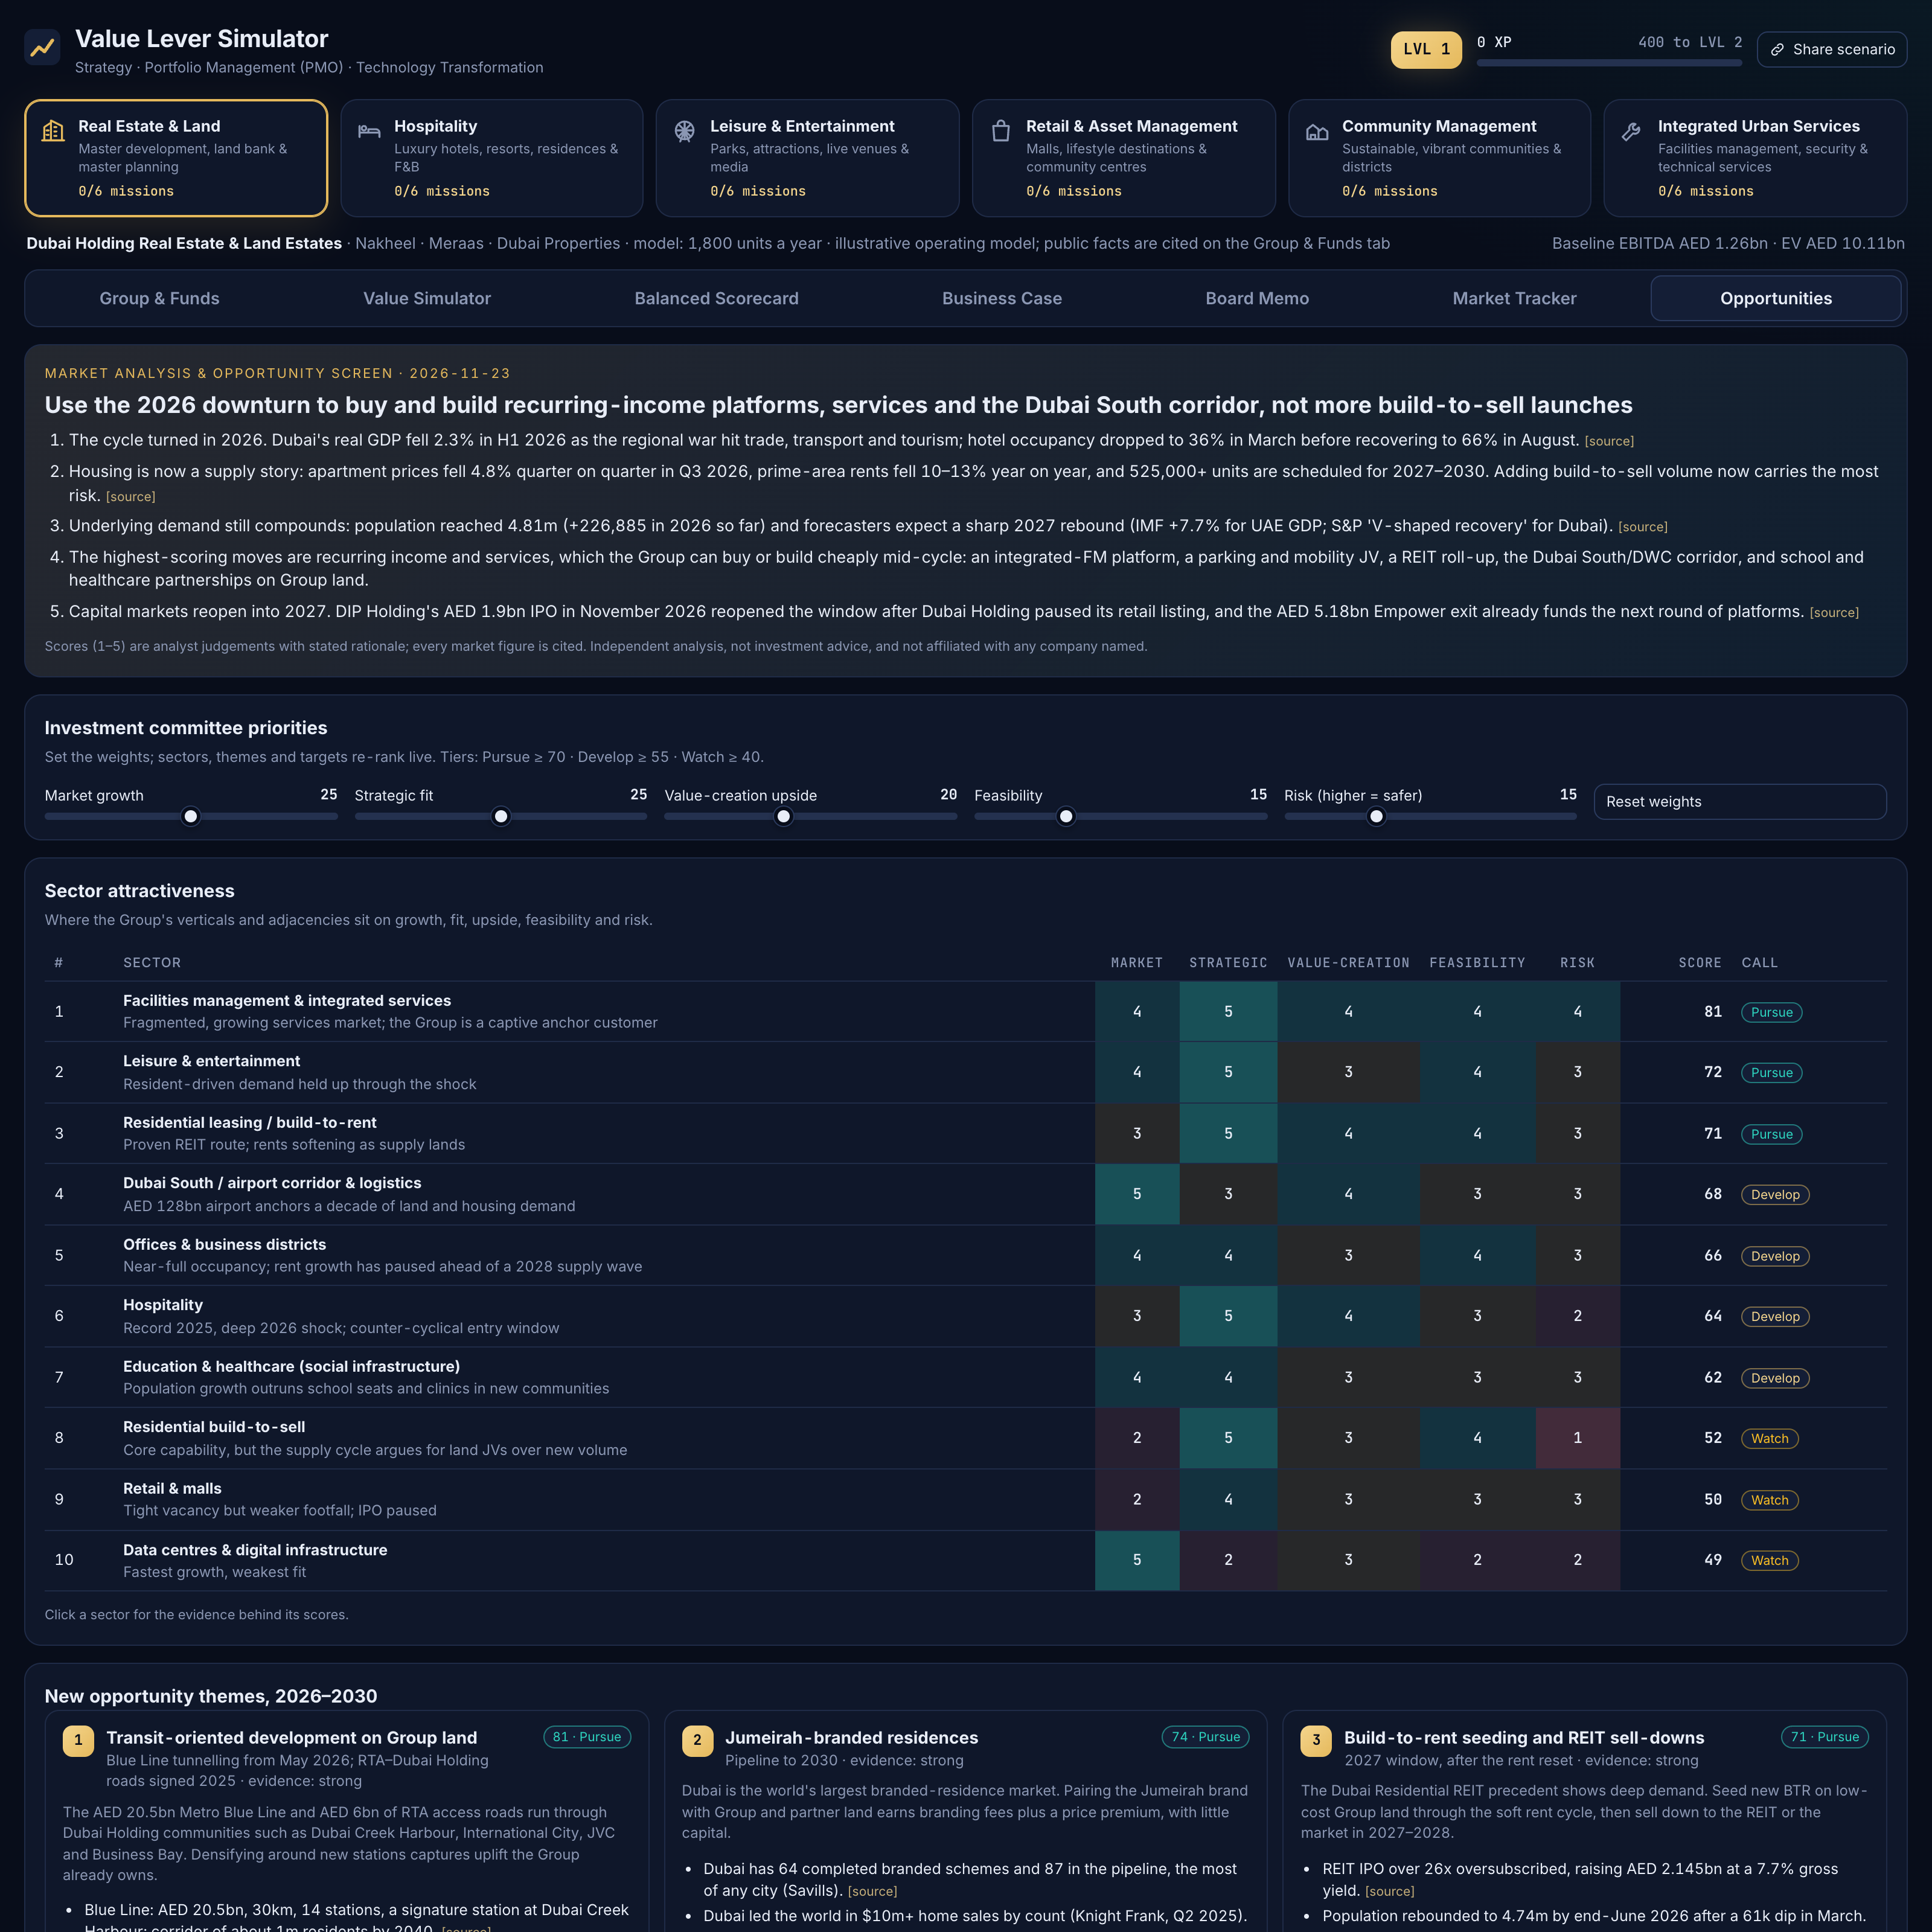 Value Lever Simulator
Strategy · Portfolio Management (PMO) · Technology Transformation
LVL 1
0 XP
400 to LVL 2
Share scenario
Real Estate & Land
Master development, land bank &
master planning
0/6 missions
Hospitality
Luxury hotels, resorts, residences &
F&B
0/6 missions
Leisure & Entertainment
Parks, attractions, live venues &
media
0/6 missions
Retail & Asset Management
Malls, lifestyle destinations &
community centres
0/6 missions
Community Management
Sustainable, vibrant communities &
districts
0/6 missions
Integrated Urban Services
Facilities management, security &
technical services
0/6 missions
Dubai Holding Real Estate & Land Estates · Nakheel · Meraas · Dubai Properties · model: 1,800 units a year · illustrative operating model; public facts are cited on the Group & Funds tab
Baseline EBITDA AED 1.26bn · EV AED 10.11bn
Group & Funds
Value Simulator
Balanced Scorecard
Business Case
Board Memo
Market Tracker
Opportunities
MARKET ANALYSIS & OPPORTUNITY SCREEN · 2026-11-23
Use the 2026 downturn to buy and build recurring-income platforms, services and the Dubai South corridor, not more build-to-sell launches
1. The cycle turned in 2026. Dubai's real GDP fell 2.3% in H1 2026 as the regional war hit trade, transport and tourism; hotel occupancy dropped to 36% in March before recovering to 66% in August. [source]
2. Housing is now a supply story: apartment prices fell 4.8% quarter on quarter in Q3 2026, prime-area rents fell 10–13% year on year, and 525,000+ units are scheduled for 2027–2030. Adding build-to-sell volume now carries the most
risk. [source]
3. Underlying demand still compounds: population reached 4.81m (+226,885 in 2026 so far) and forecasters expect a sharp 2027 rebound (IMF +7.7% for UAE GDP; S&P 'V-shaped recovery' for Dubai). [source]
4. The highest-scoring moves are recurring income and services, which the Group can buy or build cheaply mid-cycle: an integrated-FM platform, a parking and mobility JV, a REIT roll-up, the Dubai South/DWC corridor, and school and
healthcare partnerships on Group land.
5. Capital markets reopen into 2027. DIP Holding's AED 1.9bn IPO in November 2026 reopened the window after Dubai Holding paused its retail listing, and the AED 5.18bn Empower exit already funds the next round of platforms. [source]
Scores (1–5) are analyst judgements with stated rationale; every market figure is cited. Independent analysis, not investment advice, and not affiliated with any company named.
Investment committee priorities
Set the weights; sectors, themes and targets re-rank live. Tiers: Pursue ≥ 70 · Develop ≥ 55 · Watch ≥ 40.
Market growth 25
Strategic fit 25
Value-creation upside 20
Feasibility 15
Risk (higher = safer) 15
Reset weights
Sector attractiveness
Where the Group's verticals and adjacencies sit on growth, fit, upside, feasibility and risk.
# SECTOR MARKET STRATEGIC VALUE-CREATION FEASIBILITY RISK SCORE CALL
1 Facilities management & integrated services 4 5 4 4 4 81 Pursue
Fragmented, growing services market; the Group is a captive anchor customer
2 Leisure & entertainment 4 5 3 4 3 72 Pursue
Resident-driven demand held up through the shock
3 Residential leasing / build-to-rent 3 5 4 4 3 71 Pursue
Proven REIT route; rents softening as supply lands
4 Dubai South / airport corridor & logistics 5 3 4 3 3 68 Develop
AED 128bn airport anchors a decade of land and housing demand
5 Offices & business districts 4 4 3 4 3 66 Develop
Near-full occupancy; rent growth has paused ahead of a 2028 supply wave
6 Hospitality 3 5 4 3 2 64 Develop
Record 2025, deep 2026 shock; counter-cyclical entry window
7 Education & healthcare (social infrastructure) 4 4 3 3 3 62 Develop
Population growth outruns school seats and clinics in new communities
8 Residential build-to-sell 2 5 3 4 1 52 Watch
Core capability, but the supply cycle argues for land JVs over new volume
9 Retail & malls 2 4 3 3 3 50 Watch
Tight vacancy but weaker footfall; IPO paused
10 Data centres & digital infrastructure 5 2 3 2 2 49 Watch
Fastest growth, weakest fit
Click a sector for the evidence behind its scores.
New opportunity themes, 2026–2030
1 Transit-oriented development on Group land 81 · Pursue
Blue Line tunnelling from May 2026; RTA–Dubai Holding
roads signed 2025 · evidence: strong
The AED 20.5bn Metro Blue Line and AED 6bn of RTA access roads run through
Dubai Holding communities such as Dubai Creek Harbour, International City, JVC
and Business Bay. Densifying around new stations captures uplift the Group
already owns.
• Blue Line: AED 20.5bn, 30km, 14 stations, a signature station at Dubai Creek
Harbour; corridor of about 1m residents by 2040. [source]
2 Jumeirah-branded residences 74 · Pursue
Pipeline to 2030 · evidence: strong
Dubai is the world's largest branded-residence market. Pairing the Jumeirah brand
with Group and partner land earns branding fees plus a price premium, with little
capital.
• Dubai has 64 completed branded schemes and 87 in the pipeline, the most
of any city (Savills). [source]
• Dubai led the world in $10m+ home sales by count (Knight Frank, Q2 2025).
3 Build-to-rent seeding and REIT sell-downs 71 · Pursue
2027 window, after the rent reset · evidence: strong
The Dubai Residential REIT precedent shows deep demand. Seed new BTR on low-
cost Group land through the soft rent cycle, then sell down to the REIT or the
market in 2027–2028.
• REIT IPO over 26x oversubscribed, raising AED 2.145bn at a 7.7% gross
yield. [source]
• Population rebounded to 4.74m by end-June 2026 after a 61k dip in March.